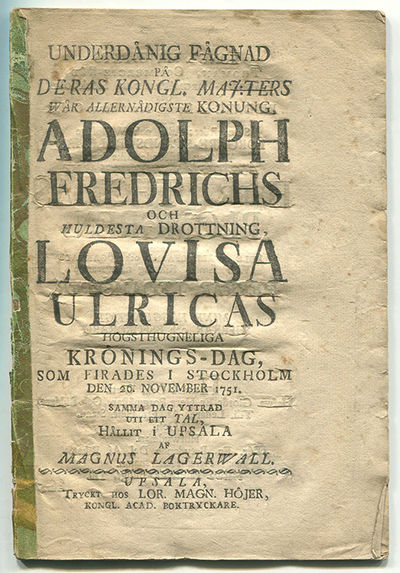 UNDERDÅNIG FÄGNAD
PÅ
DERAS KONGL. MAJ:TERS
WÅR ALLERNÅDIGSTE KONUNG,
ADOLPH
FREDRICHS
OCH
HULDESTA DROTTNING,
LOVISA
ULRICAS
HÖGSTHUGNELIGA
KRÖNINGS-DAG,
SOM FIRADES I STOCKHOLM
DEN 26. NOVEMBER 1751.
SAMMA DAG YTTRAD
UTI EIT TAL,
HÅLLIT I UPSALA
AF
MAGNUS LAGERWALL.
UPSALA,
TRYCKT HOS LOR. MAGN. HÖJER,
KONGL. ACAD. BOKTRYCKARE.